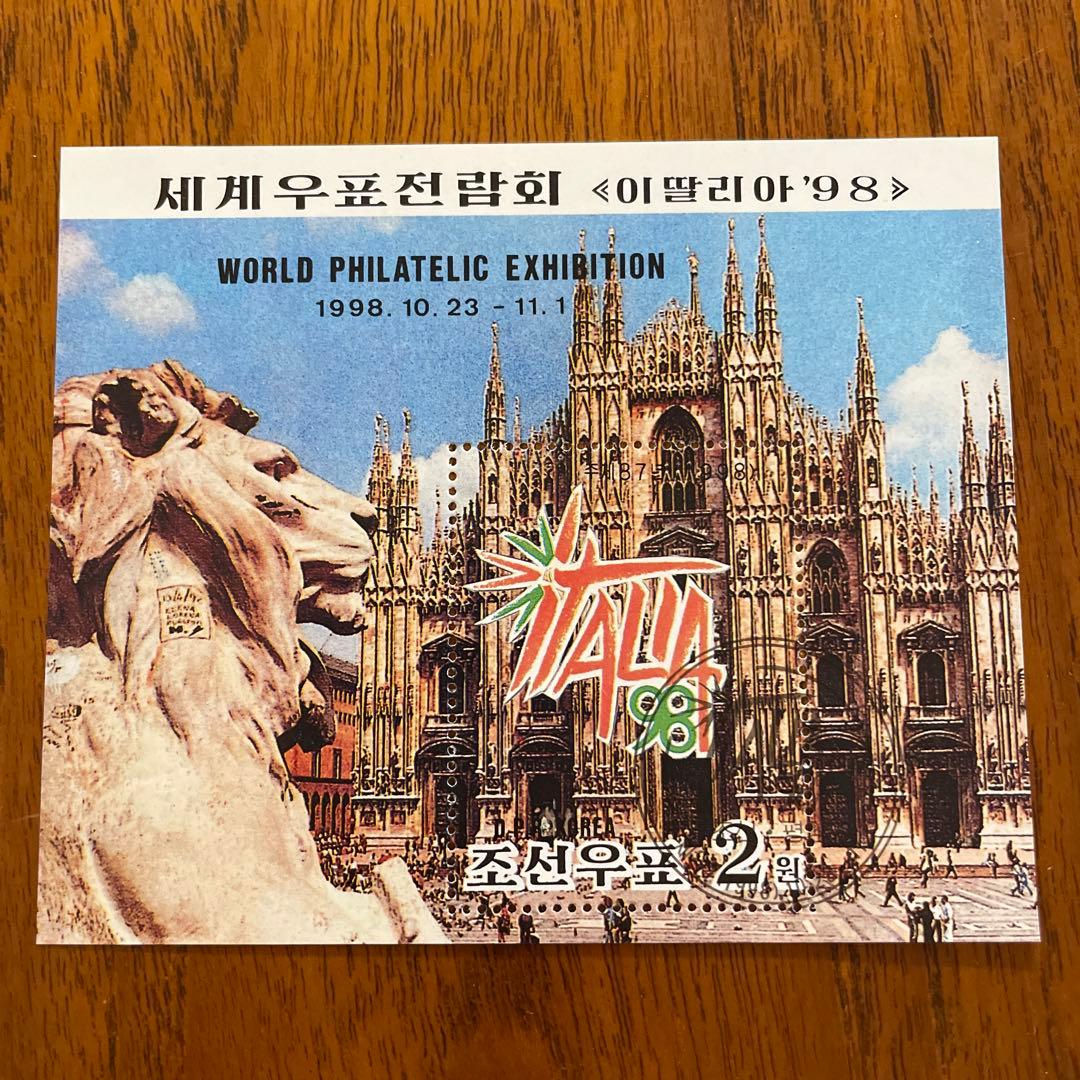 세계우표전람회 《이딸리아’98》
WORLD PHILATELIC EXHIBITION
1998. 10. 23 - 11. 1
ITALIA
98
D.P.R.KOREA
조선우표 2원